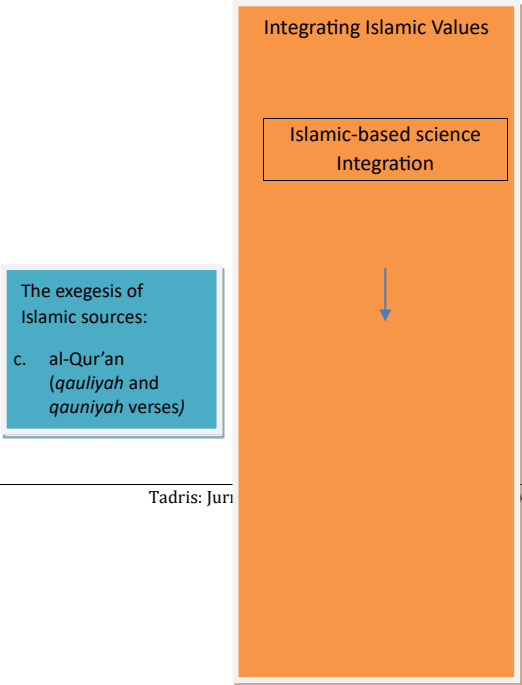 Integrating Islamic Values
Islamic-based science
Integration
The exegesis of
Islamic sources:
c. al-Qur’an
(qauliyah and
qauniyah verses)
Tadris: